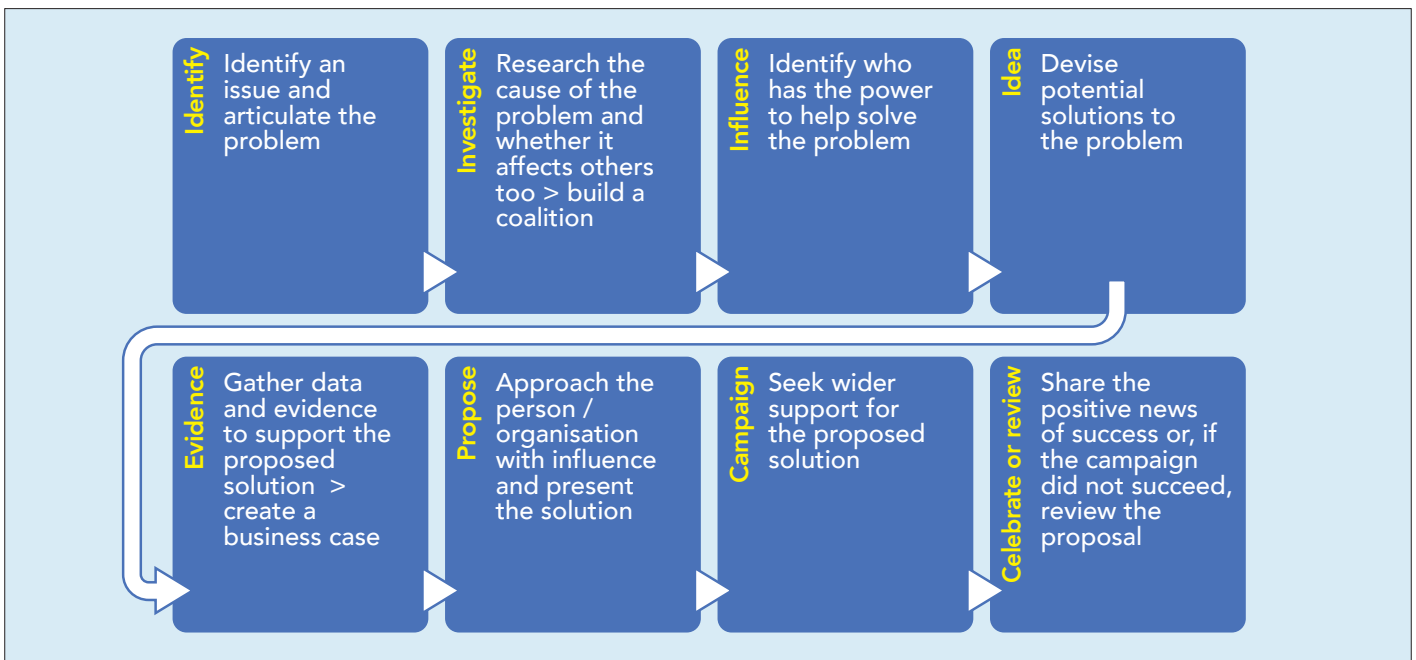 Identify
Identify an
issue and
articulate the
problem
Investigate
Research the
cause of the
problem and
whether it
affects others
too > build a
coalition
Influence
Identify who
has the power
to help solve
the problem
Idea
Devise
potential
solutions to
the problem
Evidence
Gather data
and evidence
to support the
proposed
solution >
create a
business case
Propose
Approach the
person /
organisation
with influence
and present
the solution
Campaign
Seek wider
support for
the proposed
solution
Celebrate or review
Share the
positive news
of success or, if
the campaign
did not succeed,
review the
proposal